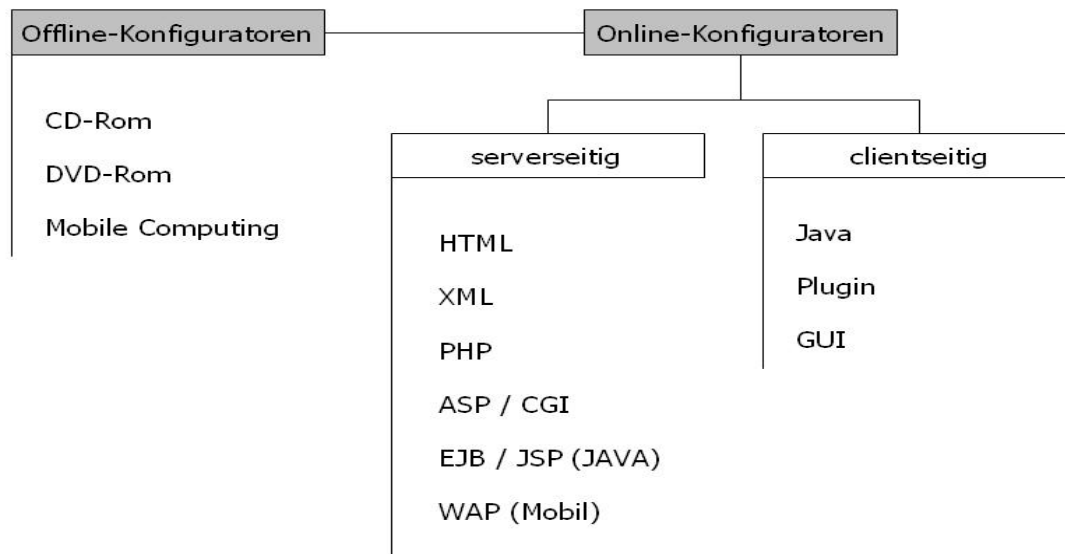 Offline-Konfiguratoren
Online-Konfiguratoren
CD-Rom
DVD-Rom
Mobile Computing
serverseitig
HTML
XML
PHP
ASP / CGI
EJB / JSP (JAVA)
WAP (Mobil)
clientseitig
Java
Plugin
GUI